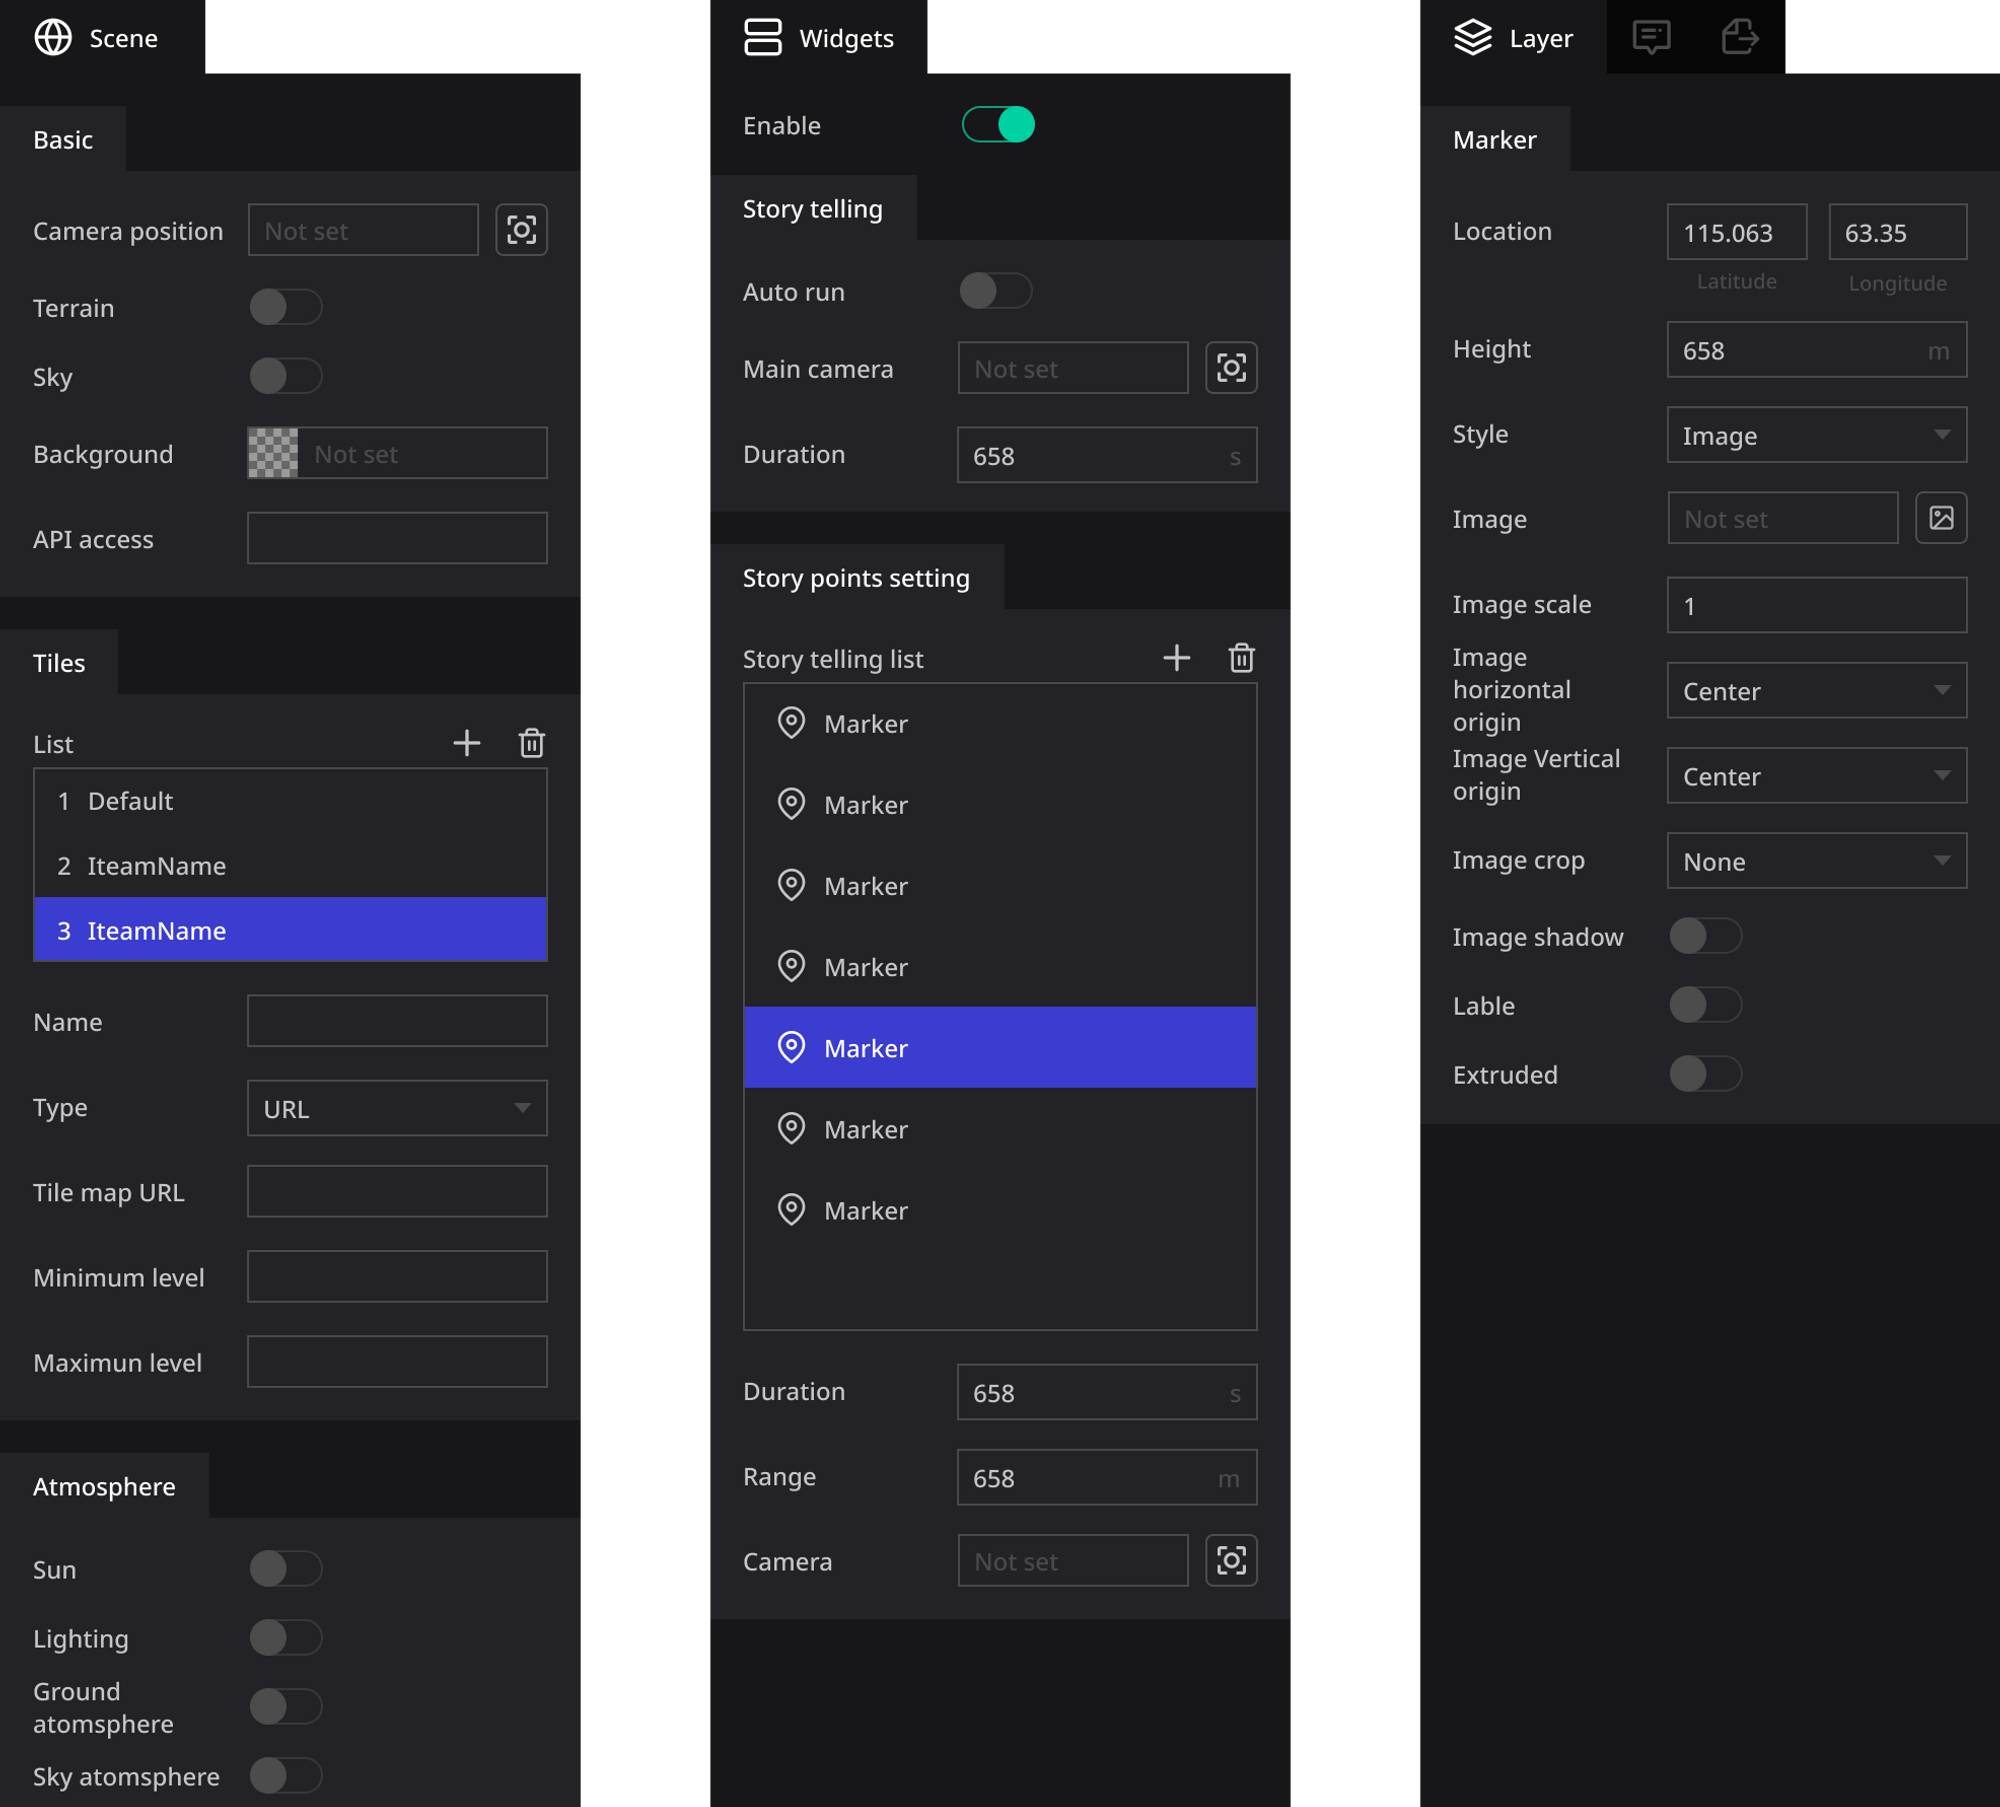 Scene
Basic
Camera position
Not set
Terrain
Sky
Background
Not set
API access
Tiles
List
1 Default
2 IteamName
3 IteamName
Name
Type
URL
Tile map URL
Minimum level
Maximun level
Atmosphere
Sun
Lighting
Ground
atomsphere
Sky atomsphere
Widgets
Enable
Story telling
Auto run
Main camera
Not set
Duration
658 s
Story points setting
Story telling list
Marker
Marker
Marker
Marker
Marker
Marker
Marker
Duration
658 s
Range
658 m
Camera
Not set
Layer
Marker
Location
115.063
63.35
Latitude
Longitude
Height
658 m
Style
Image
Image
Not set
Image scale
1
Image
horizontal
origin
Center
Image Vertical
origin
Center
Image crop
None
Image shadow
Lable
Extruded